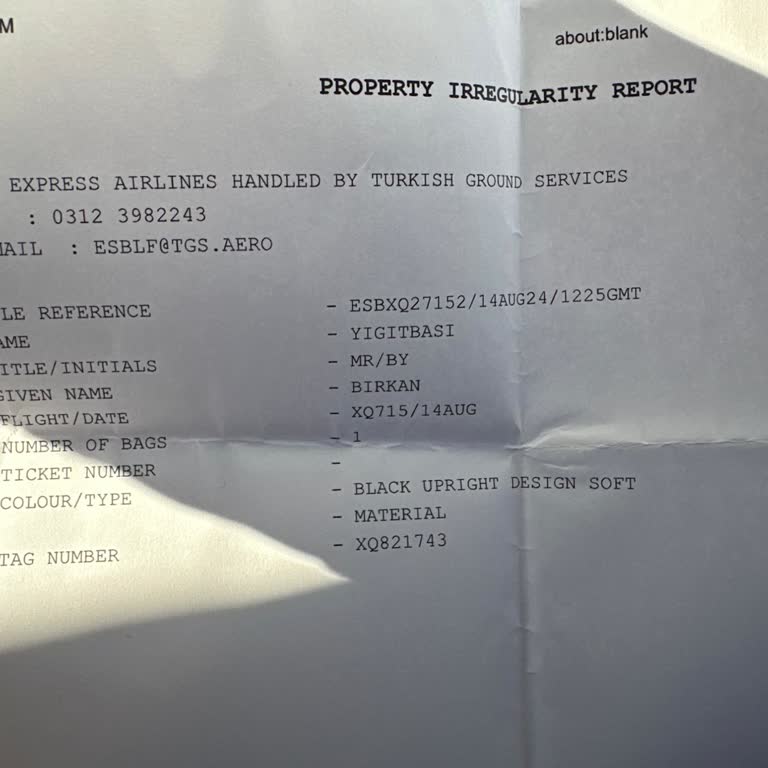 M
about:blank
PROPERTY IRREGULARITY REPORT
EXPRESS AIRLINES HANDLED BY TURKISH GROUND SERVICES
: 0312 3982243
MAIL : ESBLF@TGS.AERO
LE REFERENCE - ESBXQ27152/14AUG24/1225GMT
AME - YIGITBASI
ITLE/INITIALS - MR/BY
GIVEN NAME - BIRKAN
FLIGHT/DATE - XQ715/14AUG
NUMBER OF BAGS - 1
TICKET NUMBER -
COLOUR/TYPE - BLACK UPRIGHT DESIGN SOFT
- MATERIAL
TAG NUMBER - XQ821743